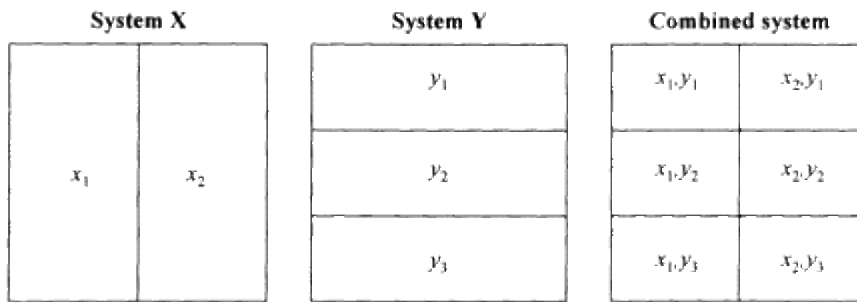 System X System Y Combined system
y₁ x₁,y₁ x₂,y₁
x₁ x₂ y₂ x₁,y₂ x₂,y₂
y₃ x₁,y₃ x₂,y₃